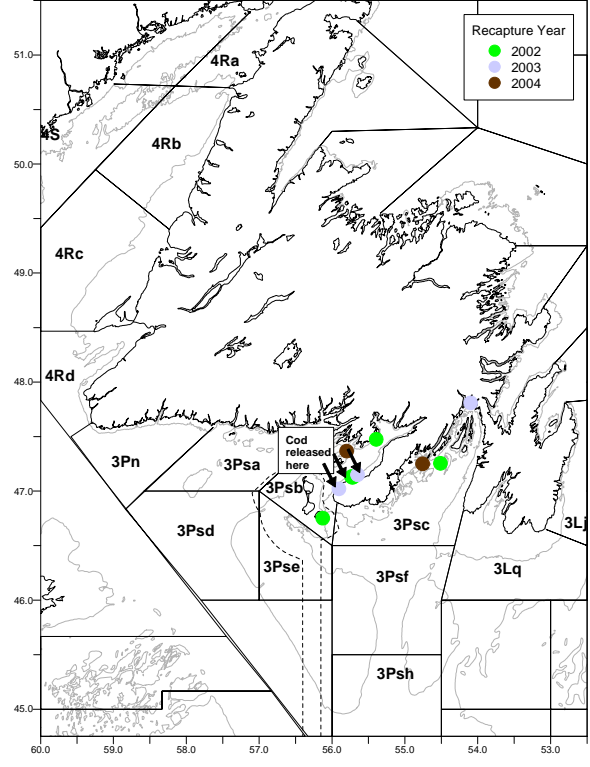 51.0
50.0
49.0
48.0
47.0
46.0
45.0
60.0 59.0 58.0 57.0 56.0 55.0 54.0 53.0
Recapture Year
2002
2003
2004
4Ra
4S
4Rb
4Rc
4Rd
3Pn
3Psa
Cod
released
here
3Psb
3Psc
3Psd
3Pse
3Psf
3Psh
3Lq
3Lj